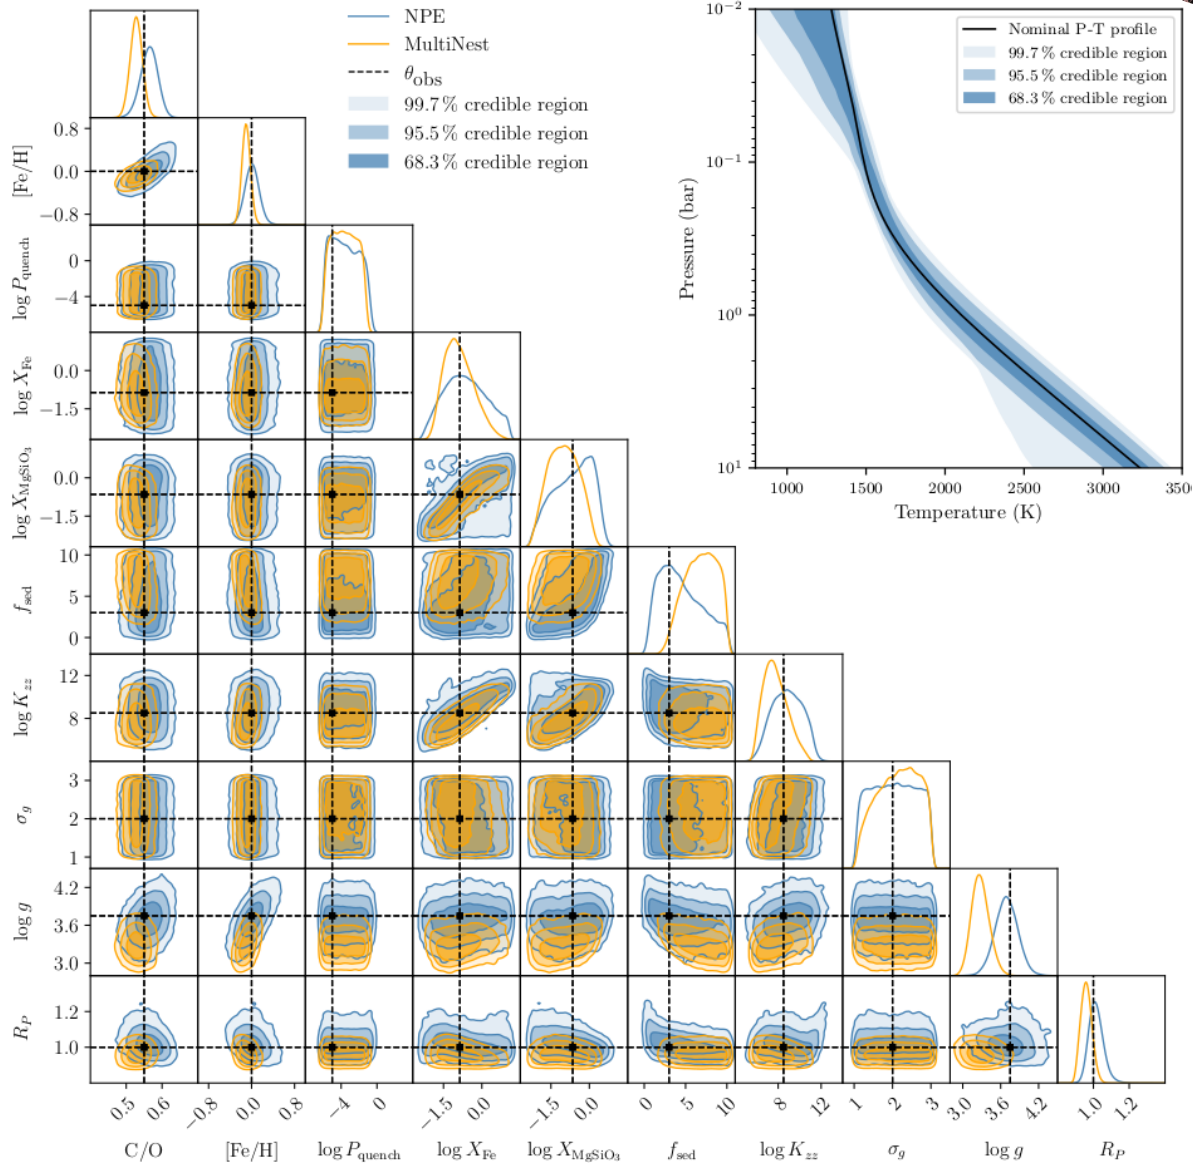 NPE
MultiNest
θobs
99.7 % credible region
95.5 % credible region
68.3 % credible region
10⁻²
10⁻¹
10⁰
10¹
Pressure (bar)
Nominal P-T profile
99.7 % credible region
95.5 % credible region
68.3 % credible region
1000 1500 2000 2500 3000 350
Temperature (K)
[Fe/H]
0.8
0.0
−0.8
log Pquench
0
−4
log XFe
0.0
−1.5
log XMgSiO₃
0.0
−1.5
fsed
10
5
0
log Kzz
12
8
σg
3
2
1
log g
4.2
3.6
3.0
RP
1.2
1.0
0.5 0.6 −0.8 0.0 0.8 −4 0 −1.5 0.0 −1.5 0.0 0 5 10 8 12 1 2 3 3.0 3.6 4.2 1.0 1.2
C/O [Fe/H] log Pquench log XFe log XMgSiO₃ fsed log Kzz σg log g RP